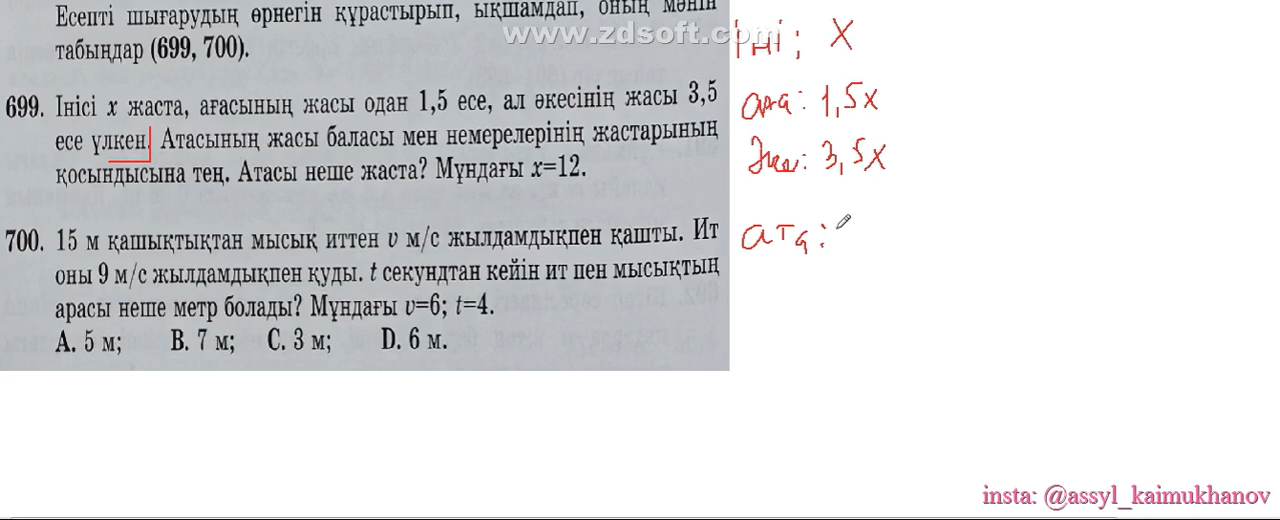 Есепті шығарудың өрнегін құрастырып, ықшамдап, оның мәнін
табыңдар (699, 700).
www.zdsoft.com
699. Інісі x жаста, ағасының жасы одан 1,5 есе, ал әкесінің жасы 3,5
есе үлкен. Атасының жасы баласы мен немерелерінің жастарының
қосындысына тең. Атасы неше жаста? Мұндағы x=12.
700. 15 м қашықтықтан мысық иттен v м/с жылдамдықпен қашты. Ит
оны 9 м/с жылдамдықпен қуды. t секундтан кейін ит пен мысықтың
арасы неше метр болады? Мұндағы v=6; t=4.
A. 5 м; B. 7 м; C. 3 м; D. 6 м.
іні; x
аға: 1,5x
Әке: 3,5x
ата:
insta: @assyl_kaimukhanov